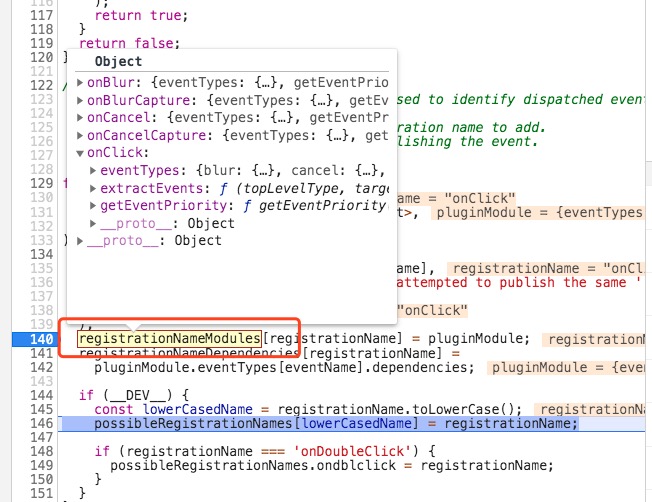 117 );
118 return true;
119 }
119 return false;
120 }
121
Object
onBlur: {eventTypes: {…}, getEventPrio
onBlurCapture: {eventTypes: {…}, getEv
onCancel: {eventTypes: {…}, getEventPr
onCancelCapture: {eventTypes: {…}, get
onClick:
eventTypes: {blur: {…}, cancel: {…},
extractEvents: ƒ (topLevelType, targe
getEventPriority: ƒ getEventPriority(
__proto__: Object
__proto__: Object
122 /
123 sed to identify dispatched even
124
125 ration name to add.
126 lishing the event.
127
128
129 f
130 ame = "onClick"
131 t>, pluginModule = {eventTypes
132
133 )
134
135 ame], registrationName = "onCl
136 attempted to publish the same '
137
138 "onClick"
139 );
140 registrationNameModules[registrationName] = pluginModule; registrationN
141 registrationNameDependencies[registrationName] =
142 pluginModule.eventTypes[eventName].dependencies; pluginModule = {even
143
144 if (__DEV__) {
145 const lowerCasedName = registrationName.toLowerCase(); registrationNa
146 possibleRegistrationNames[lowerCasedName] = registrationName;
147
148 if (registrationName === 'onDoubleClick') {
149 possibleRegistrationNames.ondblclick = registrationName;
150 }
151 }